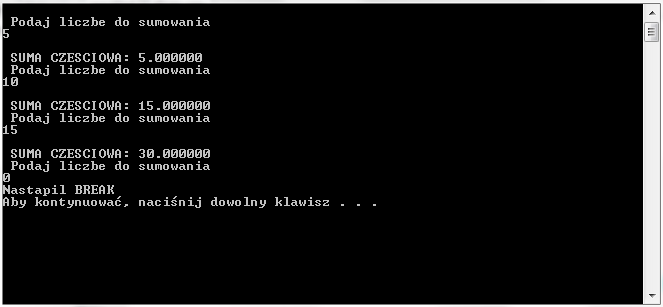 Podaj liczbe do sumowania
5
SUMA CZESCIOWA: 5.000000
Podaj liczbe do sumowania
10
SUMA CZESCIOWA: 15.000000
Podaj liczbe do sumowania
15
SUMA CZESCIOWA: 30.000000
Podaj liczbe do sumowania
0
Nastapil BREAK
Aby kontynuować, naciśnij dowolny klawisz . . .